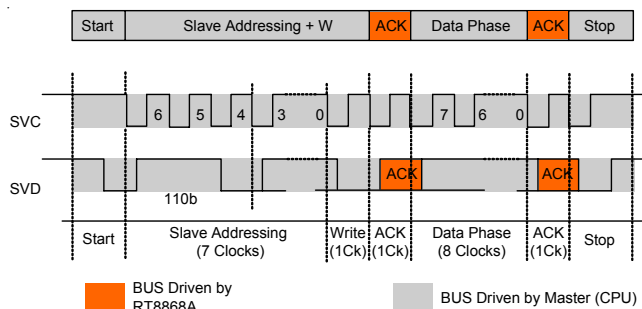 Start Slave Addressing + W ACK Data Phase ACK Stop
SVC 6 5 4 3 0 7 6 0
SVD ACK ACK
110b
Start Slave Addressing (7 Clocks) Write (1Ck) ACK (1Ck) Data Phase (8 Clocks) ACK (1Ck) Stop
BUS Driven by RT8868A
BUS Driven by Master (CPU)